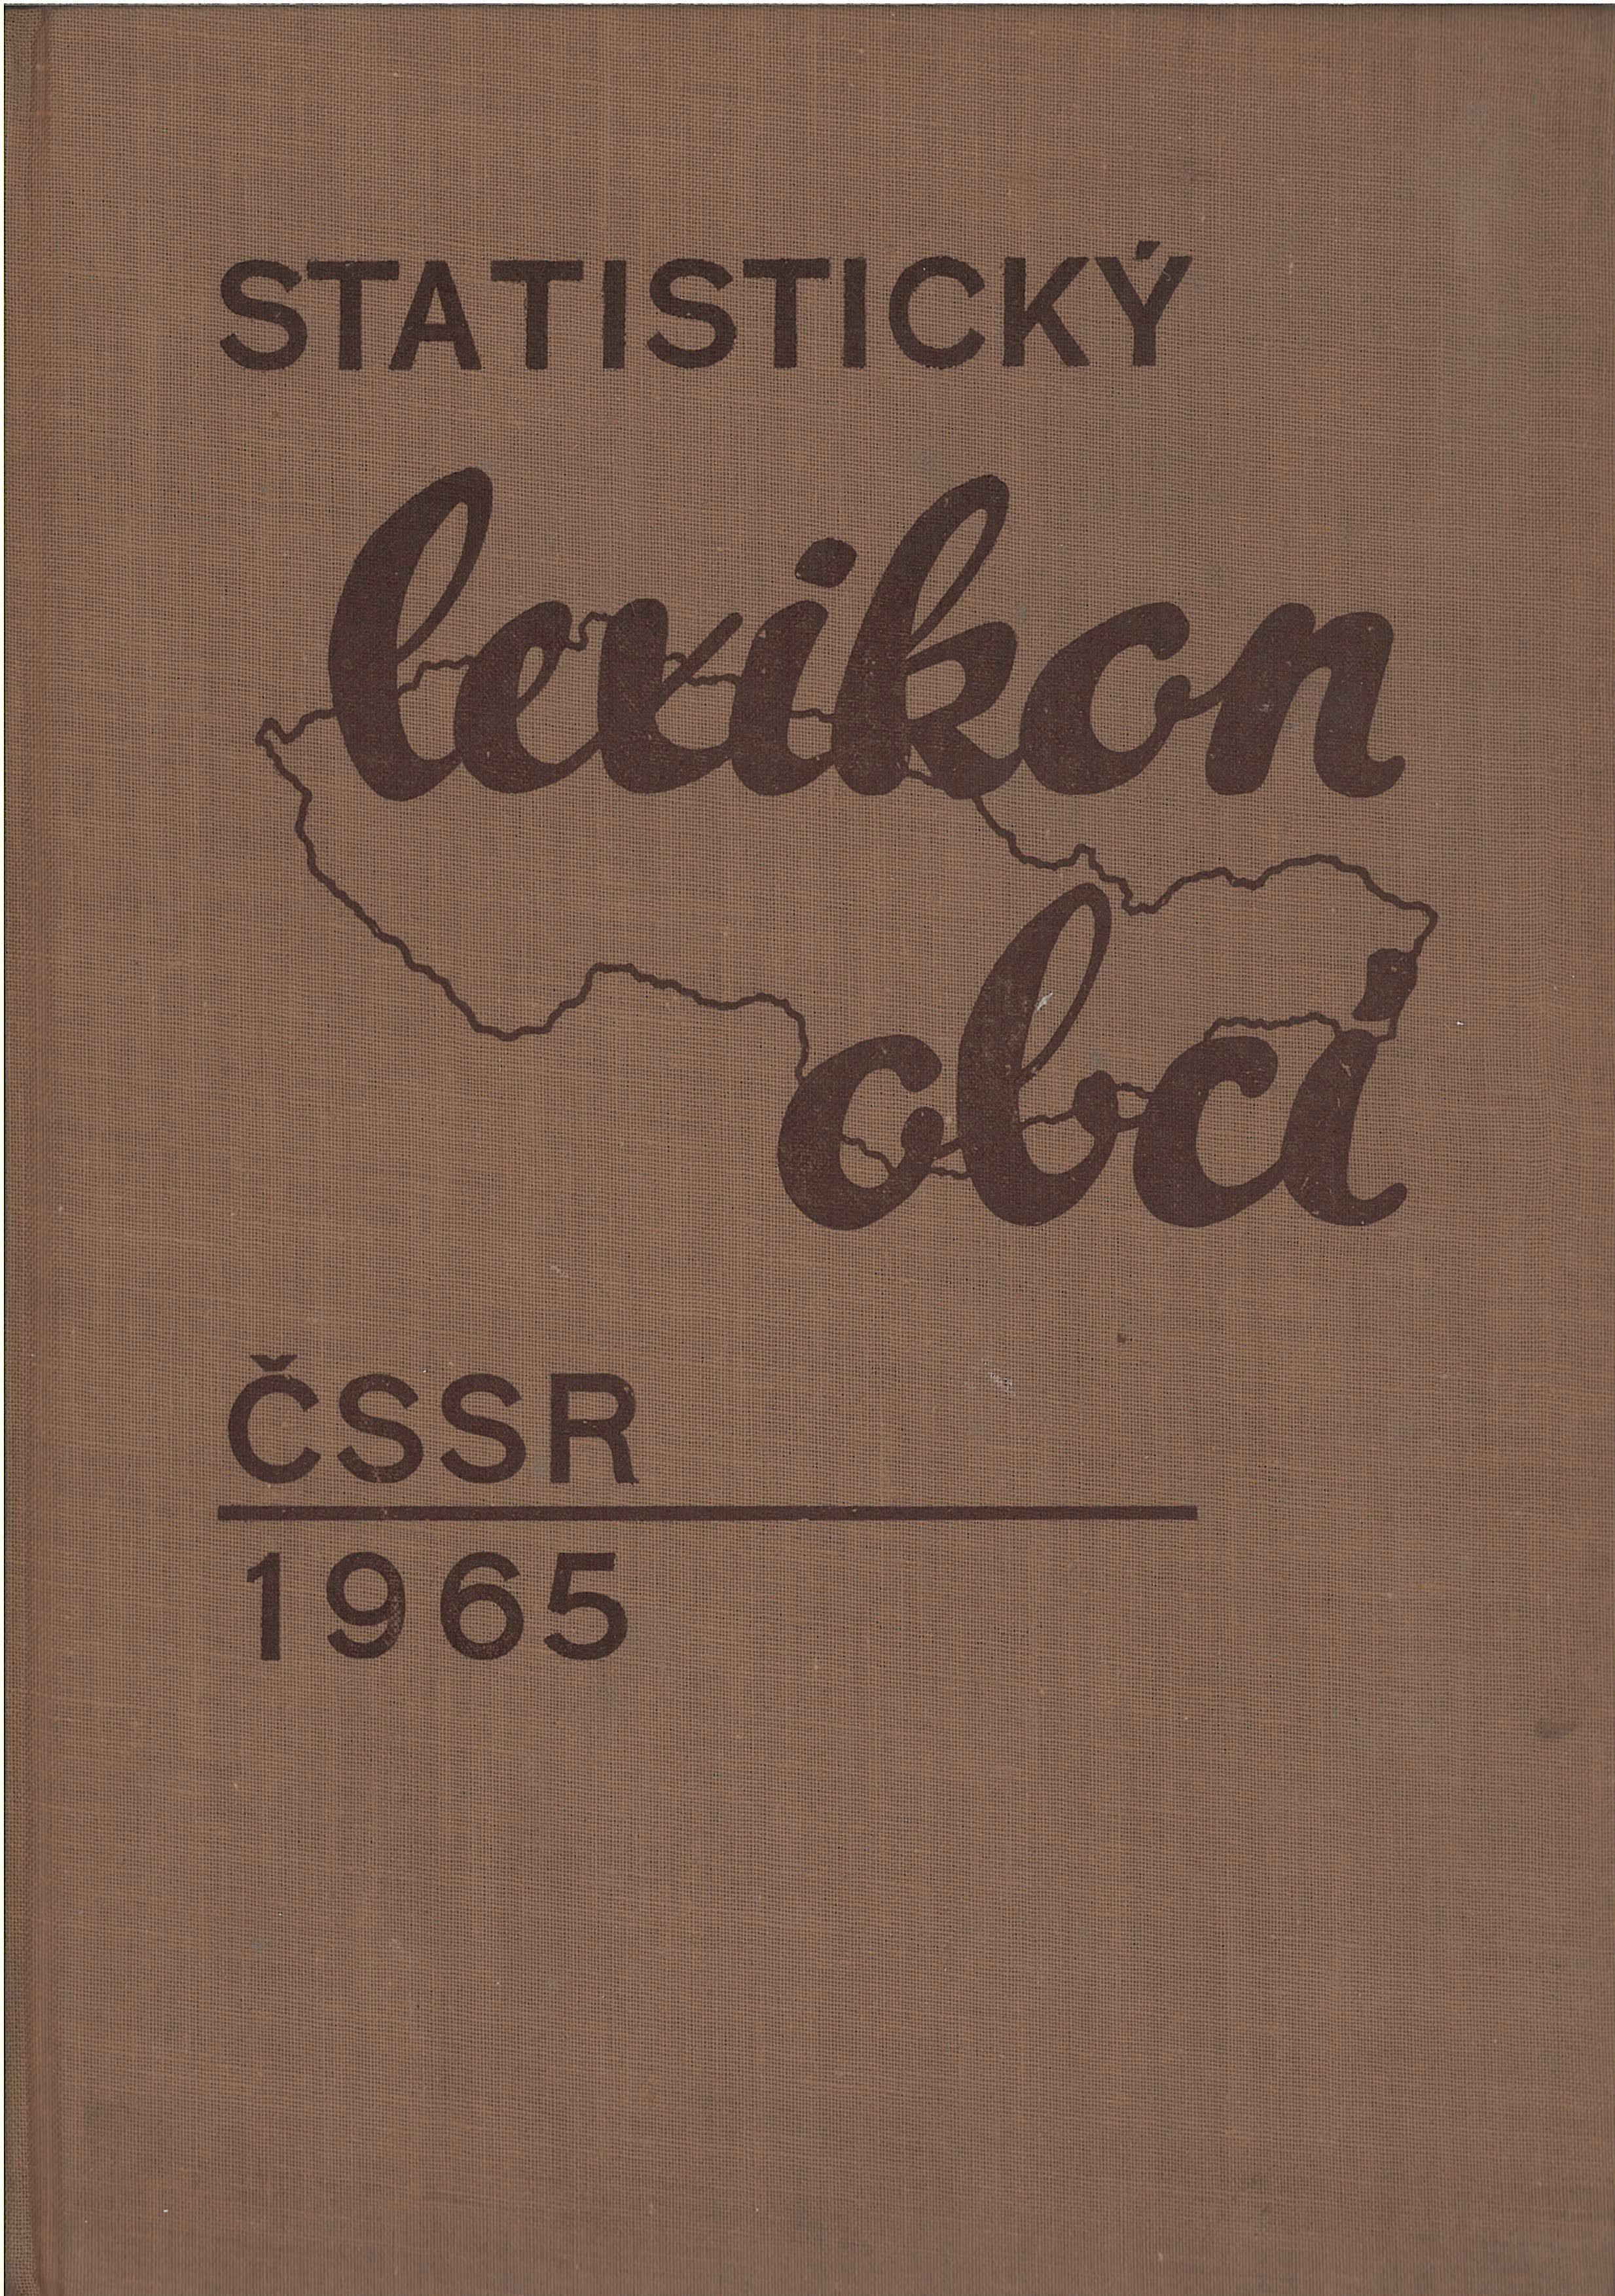 STATISTICKÝ
lexikon
obcí
ČSSR
1965